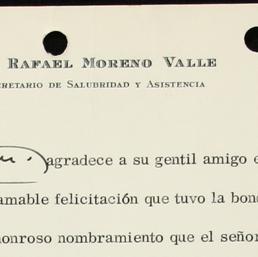 RAFAEL MORENO VALLE
CRETARIO DE SALUBRIDAD Y ASISTENCIA
agradece a su gentil amigo e
amable felicitación que tuvo la bon
onroso nombramiento que el señor